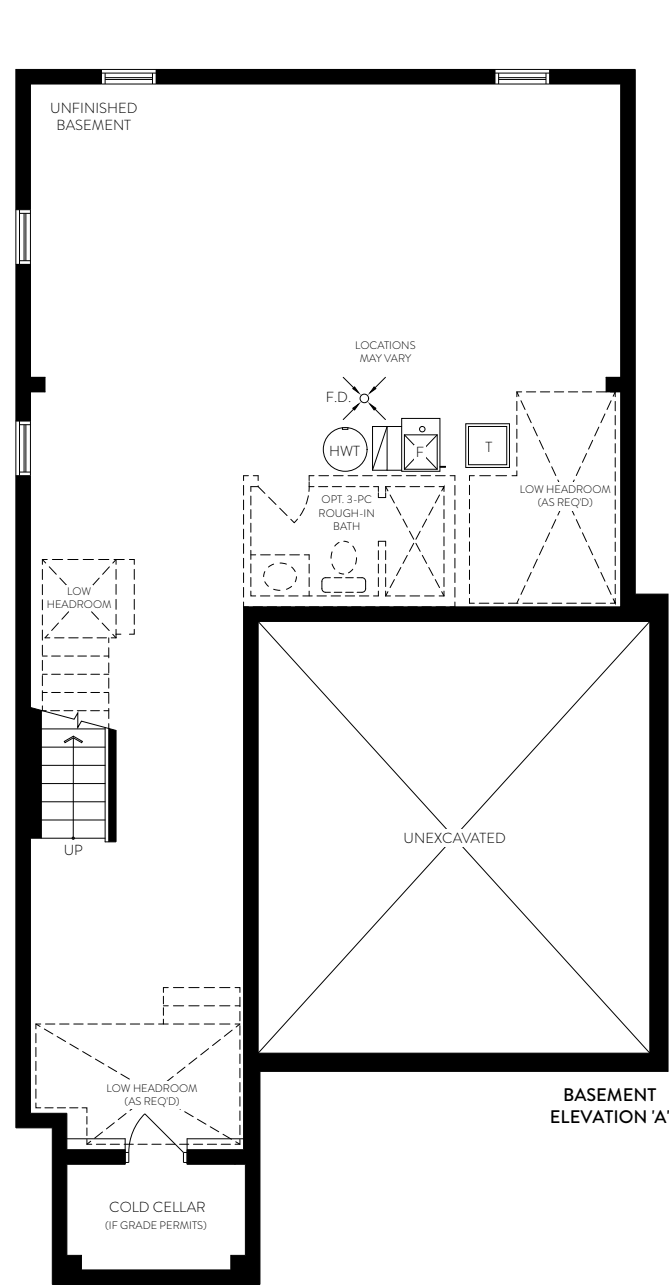 UNFINISHED
BASEMENT
LOCATIONS
MAY VARY
F.D.
HWT
F
T
LOW HEADROOM
(AS REQ'D)
OPT. 3-PC
ROUGH-IN
BATH
LOW
HEADROOM
UP
UNEXCAVATED
LOW HEADROOM
(AS REQ'D)
BASEMENT
ELEVATION 'A'
COLD CELLAR
(IF GRADE PERMITS)